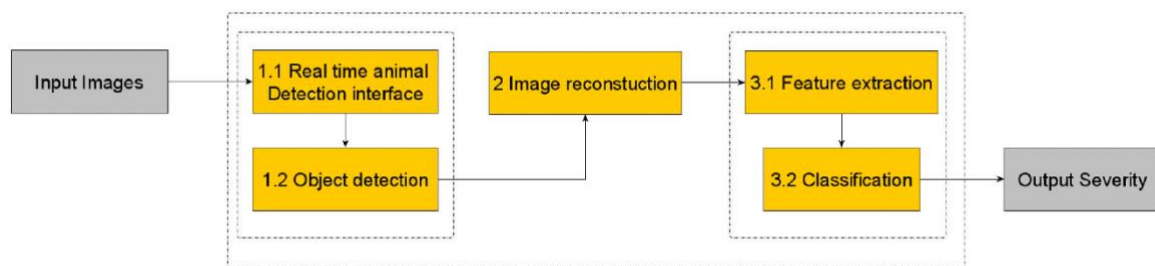 Input Images
1.1 Real time animal
Detection interface
1.2 Object detection
2 Image reconstuction
3.1 Feature extraction
3.2 Classification
Output Severity